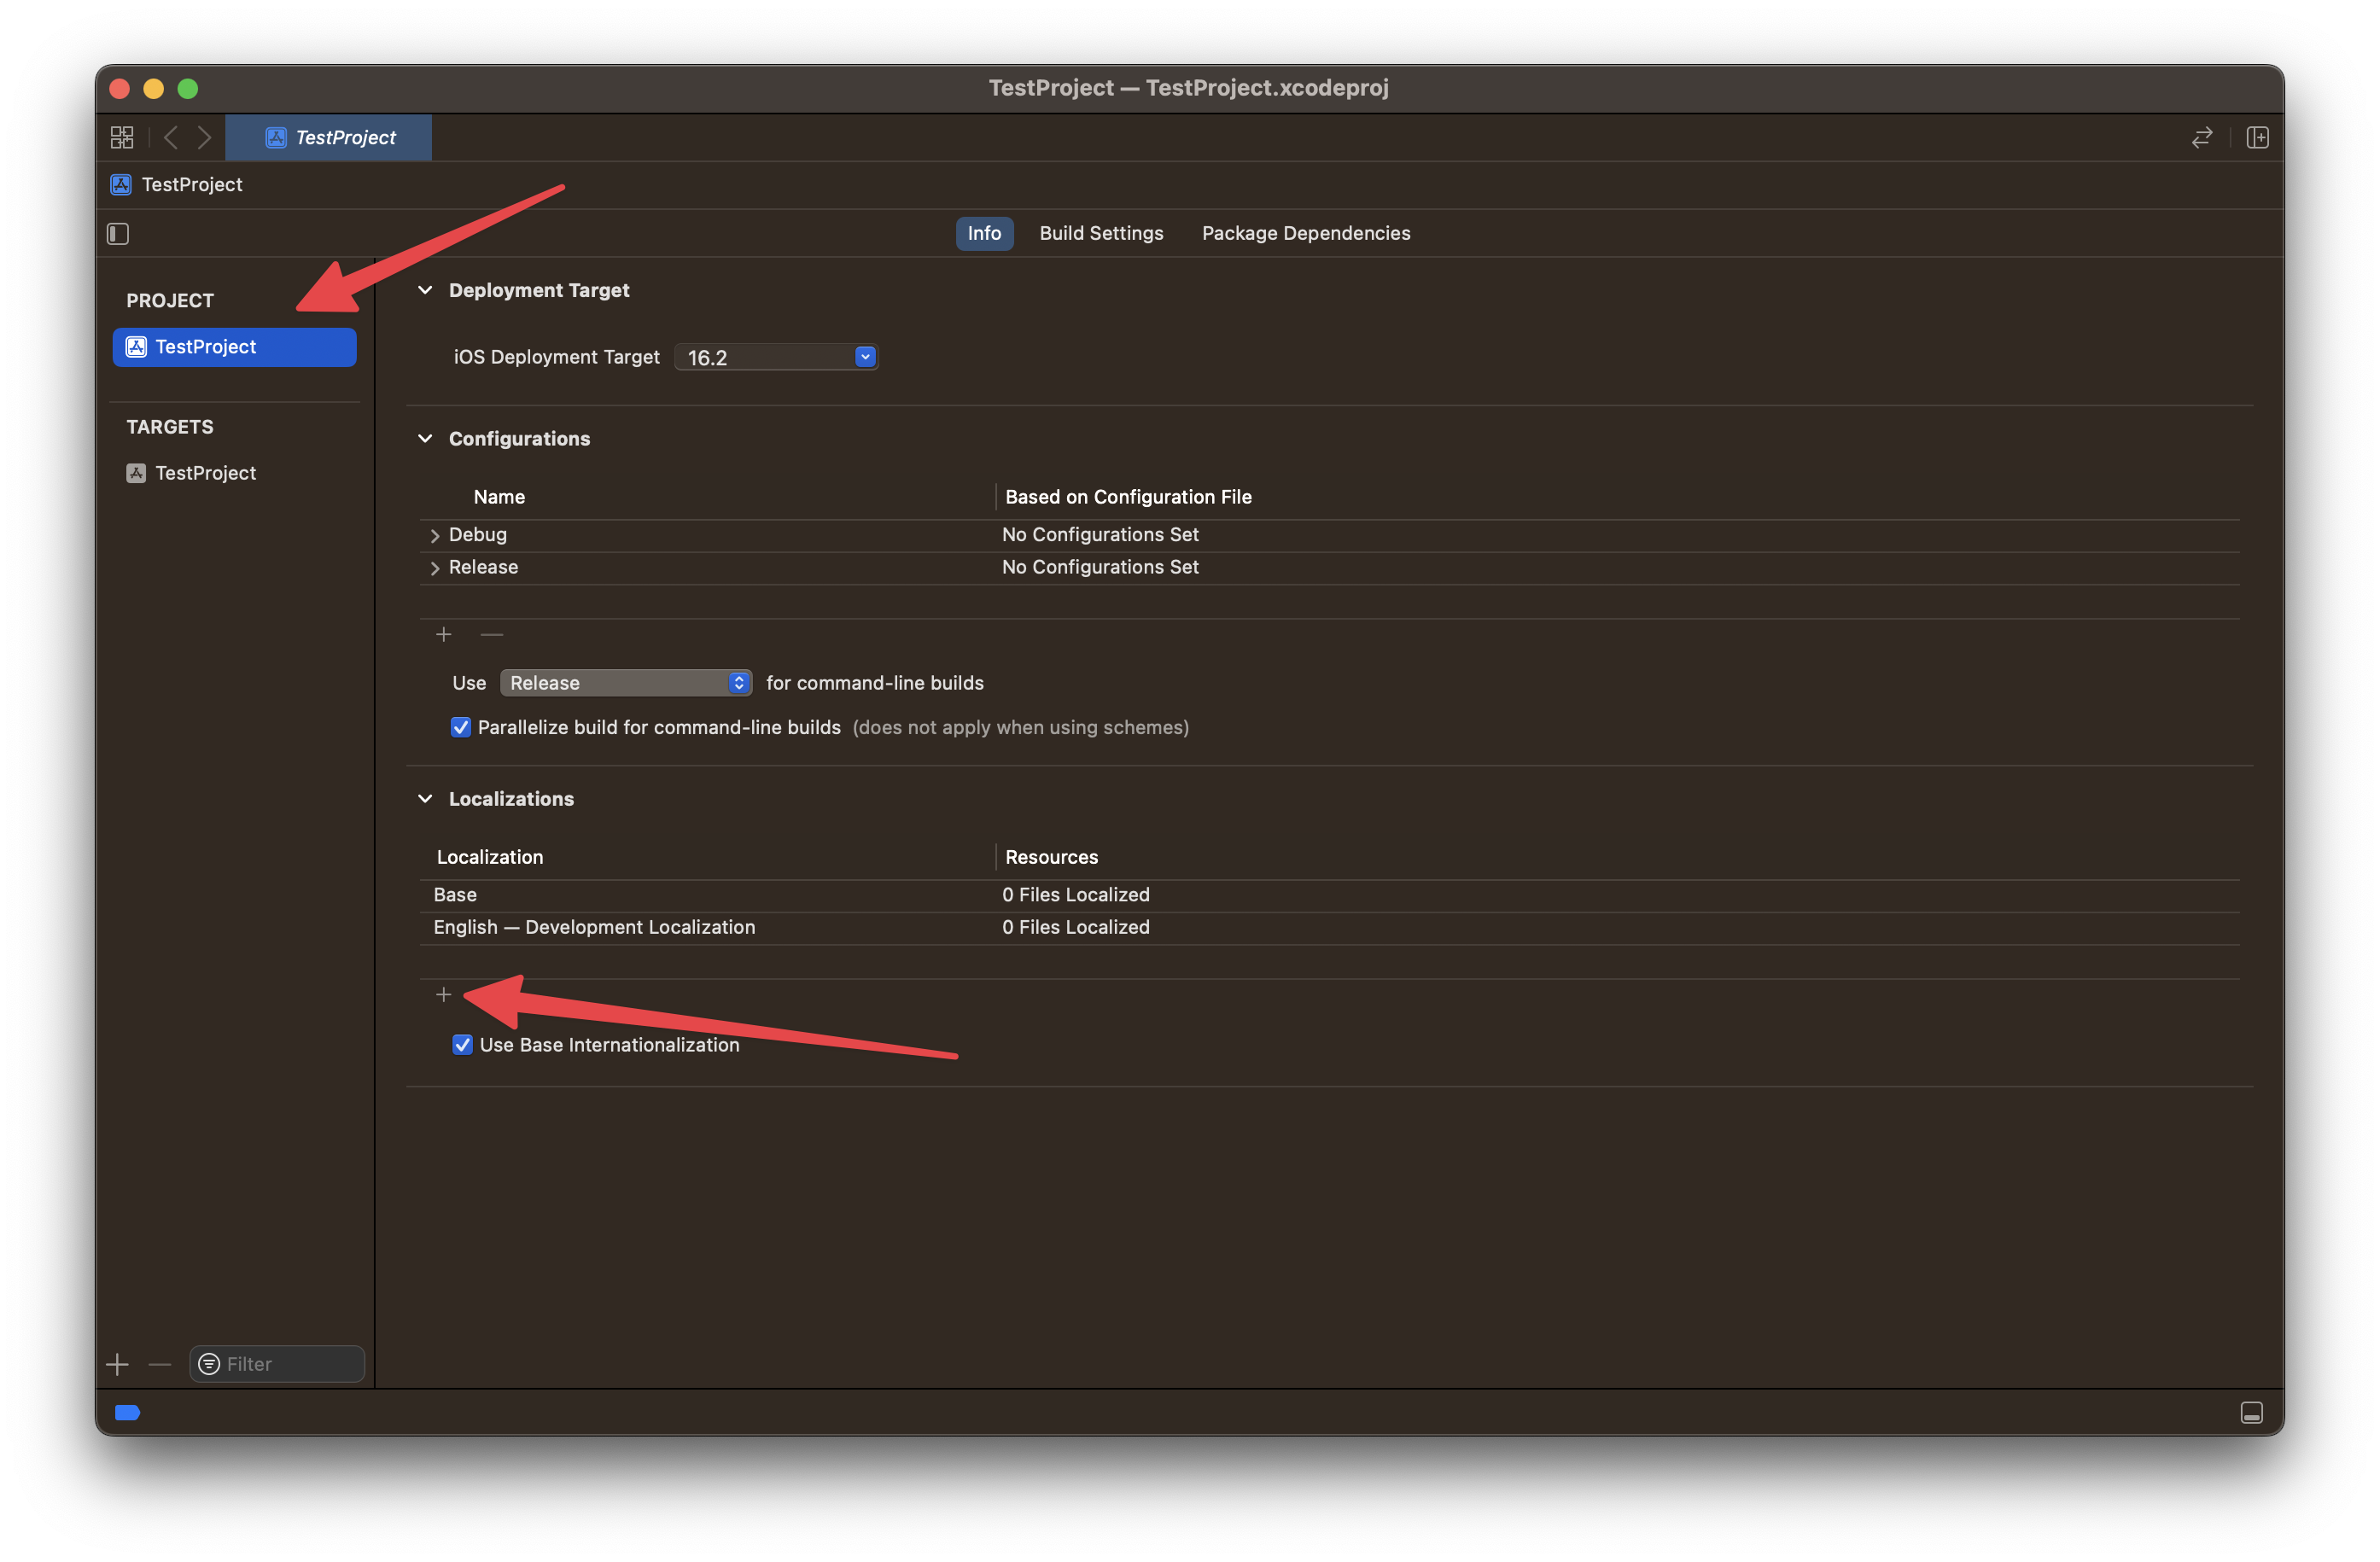 TestProject — TestProject.xcodeproj
TestProject
TestProject
Info Build Settings Package Dependencies
PROJECT
TestProject
TARGETS
TestProject
Deployment Target
iOS Deployment Target 16.2
Configurations
Name Based on Configuration File
Debug No Configurations Set
Release No Configurations Set
Use Release for command-line builds
Parallelize build for command-line builds (does not apply when using schemes)
Localizations
Localization Resources
Base 0 Files Localized
English — Development Localization 0 Files Localized
Use Base Internationalization
Filter